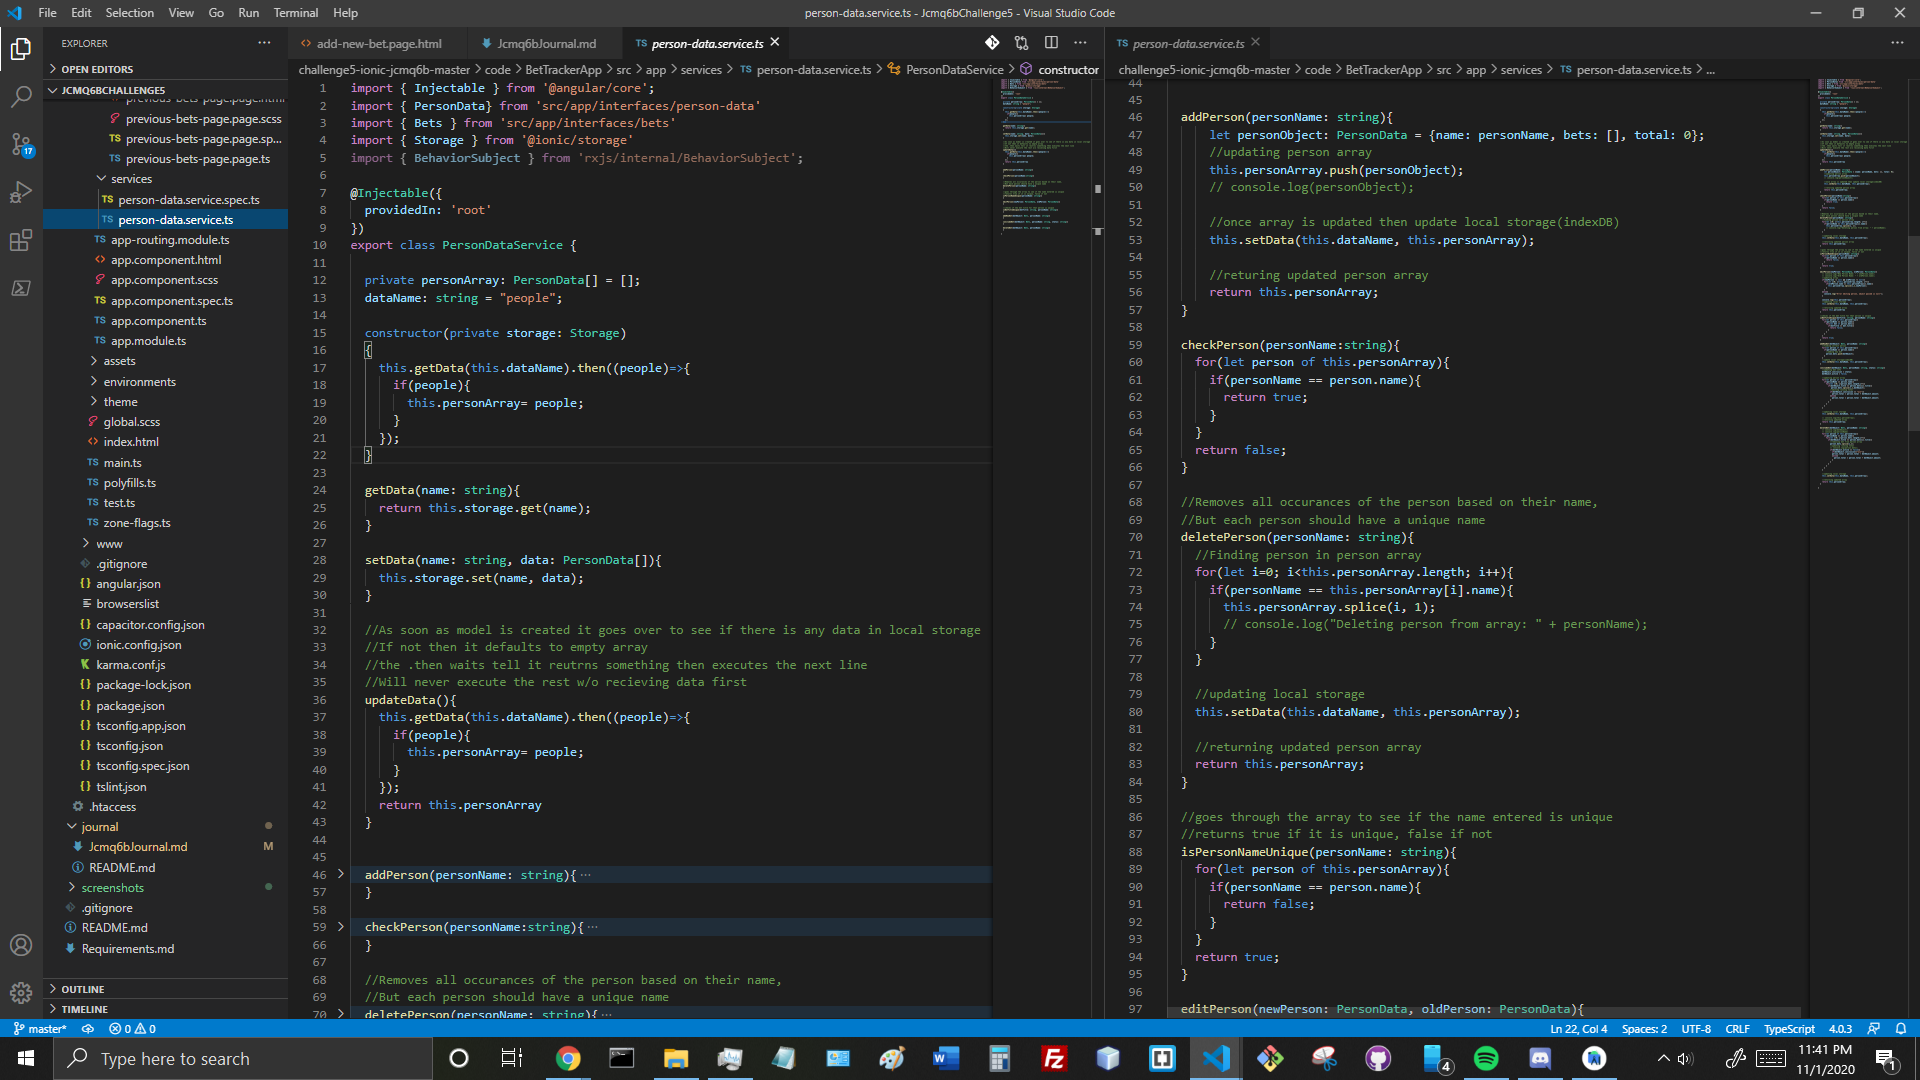 File Edit Selection View Go Run Terminal Help
person-data.service.ts - Jcmq6bChallenge5 - Visual Studio Code
EXPLORER
OPEN EDITORS
JCMQ6BCHALLENGE5
previous-bets-page.page.html
previous-bets-page.page.scss
TS previous-bets-page.page.sp...
TS previous-bets-page.page.ts
services
TS person-data.service.spec.ts
TS person-data.service.ts
TS app-routing.module.ts
app.component.html
app.component.scss
TS app.component.spec.ts
TS app.component.ts
TS app.module.ts
assets
environments
theme
global.scss
index.html
TS main.ts
TS polyfills.ts
TS test.ts
TS zone-flags.ts
www
.gitignore
angular.json
browserslist
capacitor.config.json
ionic.config.json
karma.conf.js
package-lock.json
package.json
tsconfig.app.json
tsconfig.json
tsconfig.spec.json
tslint.json
.htaccess
journal
Jcmq6bJournal.md M
README.md
screenshots
.gitignore
README.md
Requirements.md
OUTLINE
TIMELINE
17
add-new-bet.page.html
Jcmq6bJournal.md
TS person-data.service.ts
challenge5-ionic-jcmq6b-master > code > BetTrackerApp > src > app > services > TS person-data.service.ts > PersonDataService > constructor
1 import { Injectable } from '@angular/core';
2 import { PersonData} from 'src/app/interfaces/person-data'
3 import { Bets } from 'src/app/interfaces/bets'
4 import { Storage } from '@ionic/storage'
5 import { BehaviorSubject } from 'rxjs/internal/BehaviorSubject';
6
7 @Injectable({
8 providedIn: 'root'
9 })
10 export class PersonDataService {
11
12 private personArray: PersonData[] = [];
13 dataName: string = "people";
14
15 constructor(private storage: Storage)
16 {
17 this.getData(this.dataName).then((people)=>{
18 if(people){
19 this.personArray= people;
20 }
21 });
22 }
23
24 getData(name: string){
25 return this.storage.get(name);
26 }
27
28 setData(name: string, data: PersonData[]){
29 this.storage.set(name, data);
30 }
31
32 //As soon as model is created it goes over to see if there is any data in local storage
33 //If not then it defaults to empty array
34 //the .then waits tell it reutrns something then executes the next line
35 //Will never execute the rest w/o recieving data first
36 updateData(){
37 this.getData(this.dataName).then((people)=>{
38 if(people){
39 this.personArray= people;
40 }
41 });
42 return this.personArray
43 }
44
45
46 addPerson(personName: string){ ...
57 }
58
59 checkPerson(personName:string){ ...
66 }
67
68 //Removes all occurances of the person based on their name,
69 //But each person should have a unique name
70 deletePerson(personName: string){ ...
TS person-data.service.ts
challenge5-ionic-jcmq6b-master > code > BetTrackerApp > src > app > services > TS person-data.service.ts > ...
44
45
46 addPerson(personName: string){
47 let personObject: PersonData = {name: personName, bets: [], total: 0};
48 //updating person array
49 this.personArray.push(personObject);
50 // console.log(personObject);
51
52 //once array is updated then update local storage(indexDB)
53 this.setData(this.dataName, this.personArray);
54
55 //returing updated person array
56 return this.personArray;
57 }
58
59 checkPerson(personName:string){
60 for(let person of this.personArray){
61 if(personName == person.name){
62 return true;
63 }
64 }
65 return false;
66 }
67
68 //Removes all occurances of the person based on their name,
69 //But each person should have a unique name
70 deletePerson(personName: string){
71 //Finding person in person array
72 for(let i=0; i<this.personArray.length; i++){
73 if(personName == this.personArray[i].name){
74 this.personArray.splice(i, 1);
75 // console.log("Deleting person from array: " + personName);
76 }
77 }
78
79 //updating local storage
80 this.setData(this.dataName, this.personArray);
81
82 //returning updated person array
83 return this.personArray;
84 }
85
86 //goes through the array to see if the name entered is unique
87 //returns true if it is unique, false if not
88 isPersonNameUnique(personName: string){
89 for(let person of this.personArray){
90 if(personName == person.name){
91 return false;
92 }
93 }
94 return true;
95 }
96
97 editPerson(newPerson: PersonData, oldPerson: PersonData){
master* 0 0
Ln 22, Col 4 Spaces: 2 UTF-8 CRLF TypeScript 4.0.3
Type here to search
4
11:41 PM
11/1/2020
1